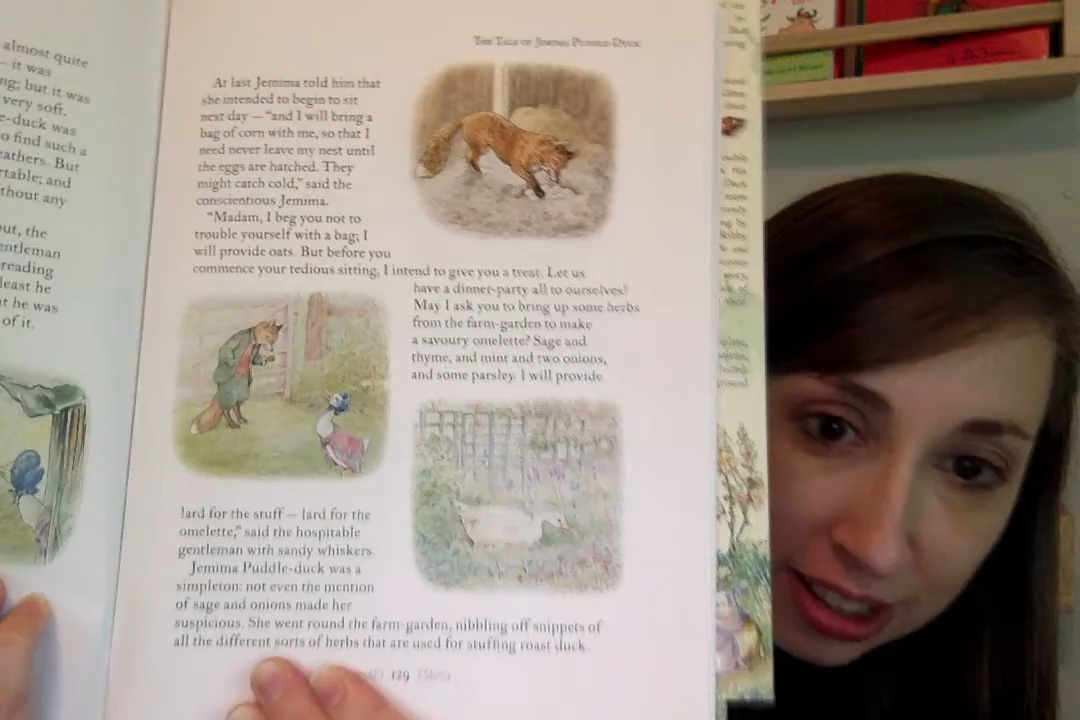 almost quite
– it was
ng; but it was
very soft.
e-duck was
o find such a
eathers. But
rtable; and
thout any
out, the
entleman
reading
least he
t he was
of it.
The Tale of Jemima Puddle-Duck
At last Jemima told him that
she intended to begin to sit
next day – “and I will bring a
bag of corn with me, so that I
need never leave my nest until
the eggs are hatched. They
might catch cold,” said the
conscientious Jemima.
“Madam, I beg you not to
trouble yourself with a bag; I
will provide oats. But before you
commence your tedious sitting, I intend to give you a treat. Let us
have a dinner-party all to ourselves!
May I ask you to bring up some herbs
from the farm-garden to make
a savoury omelette? Sage and
thyme, and mint and two onions,
and some parsley. I will provide
lard for the stuff – lard for the
omelette,” said the hospitable
gentleman with sandy whiskers.
Jemima Puddle-duck was a
simpleton: not even the mention
of sage and onions made her
suspicious. She went round the farm-garden, nibbling off snippets of
all the different sorts of herbs that are used for stuffing roast duck.
129